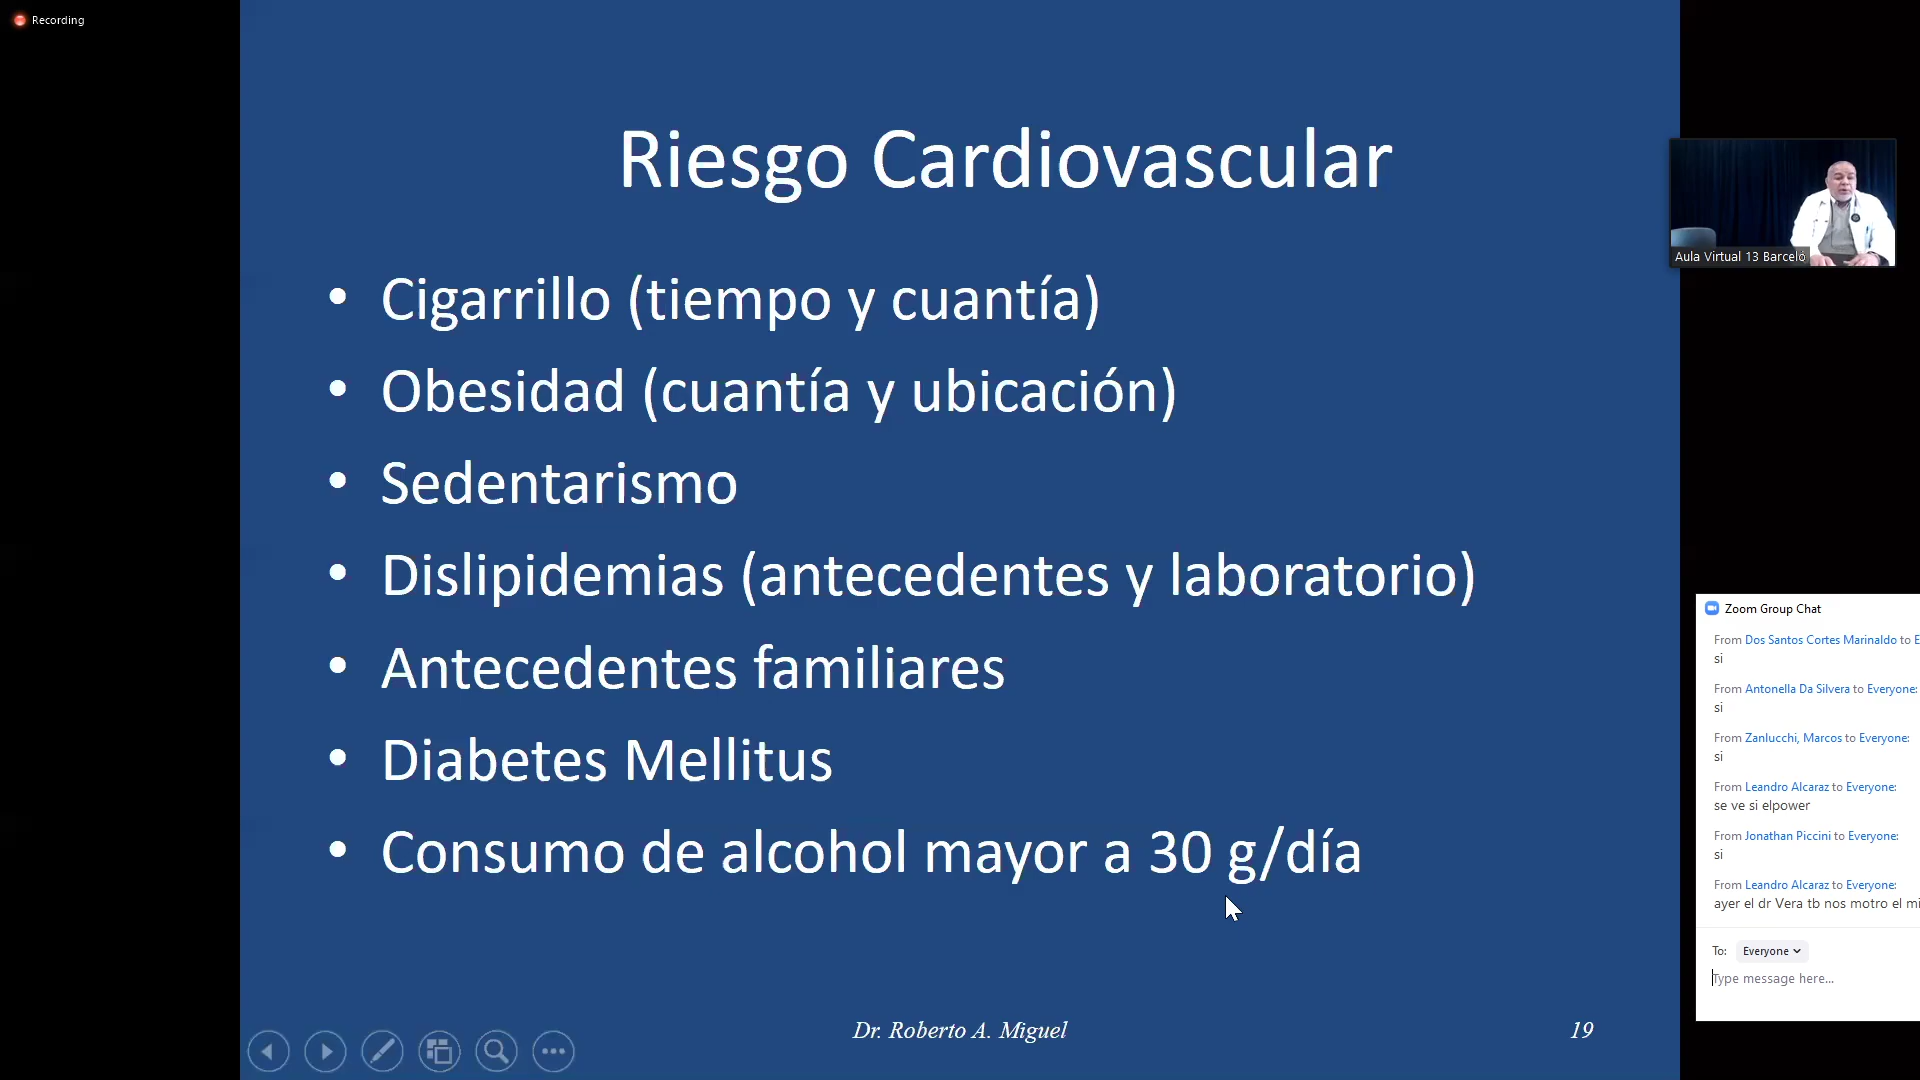 Recording
Riesgo Cardiovascular
• Cigarrillo (tiempo y cuantía)
• Obesidad (cuantía y ubicación)
• Sedentarismo
• Dislipidemias (antecedentes y laboratorio)
• Antecedentes familiares
• Diabetes Mellitus
• Consumo de alcohol mayor a 30 g/día
Dr. Roberto A. Miguel
19
Aula Virtual 13 Barceló
Zoom Group Chat
From Dos Santos Cortes Marinaldo to E
si
From Antonella Da Silvera to Everyone:
si
From Zanlucchi, Marcos to Everyone:
si
From Leandro Alcaraz to Everyone:
se ve si elpower
From Jonathan Piccini to Everyone:
si
From Leandro Alcaraz to Everyone:
ayer el dr Vera tb nos motro el mi
To: Everyone
Type message here...